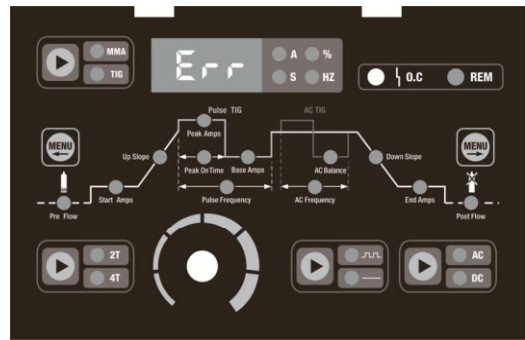 MMA
TIG
Err
A %
S HZ
O.C REM
Pulse TIG AC TIG
Peak Amps
MENU MENU
Up Slope Peak On Time Base Amps AC Balance Down Slope
Start Amps Pulse Frequency AC Frequency End Amps
Pre Flow Post Flow
2T
4T
AC
DC